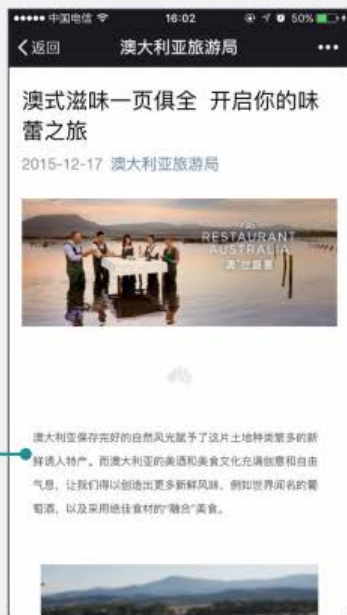 中国电信 16:02 50%
返回 澳大利亚旅游局
澳式滋味一页俱全 开启你的味
蕾之旅
2015-12-17 澳大利亚旅游局
RESTAURANT
AUSTRALIA
澳大利亚保存完好的自然风光赋予了这片土地种类繁多的新
鲜诱人特产。而澳大利亚的美酒和美食文化充满创意和自由
气息，让我们得以创造出更多新鲜风味，例如世界闻名的葡
萄酒，以及采用绝佳食材的“融合”美食。